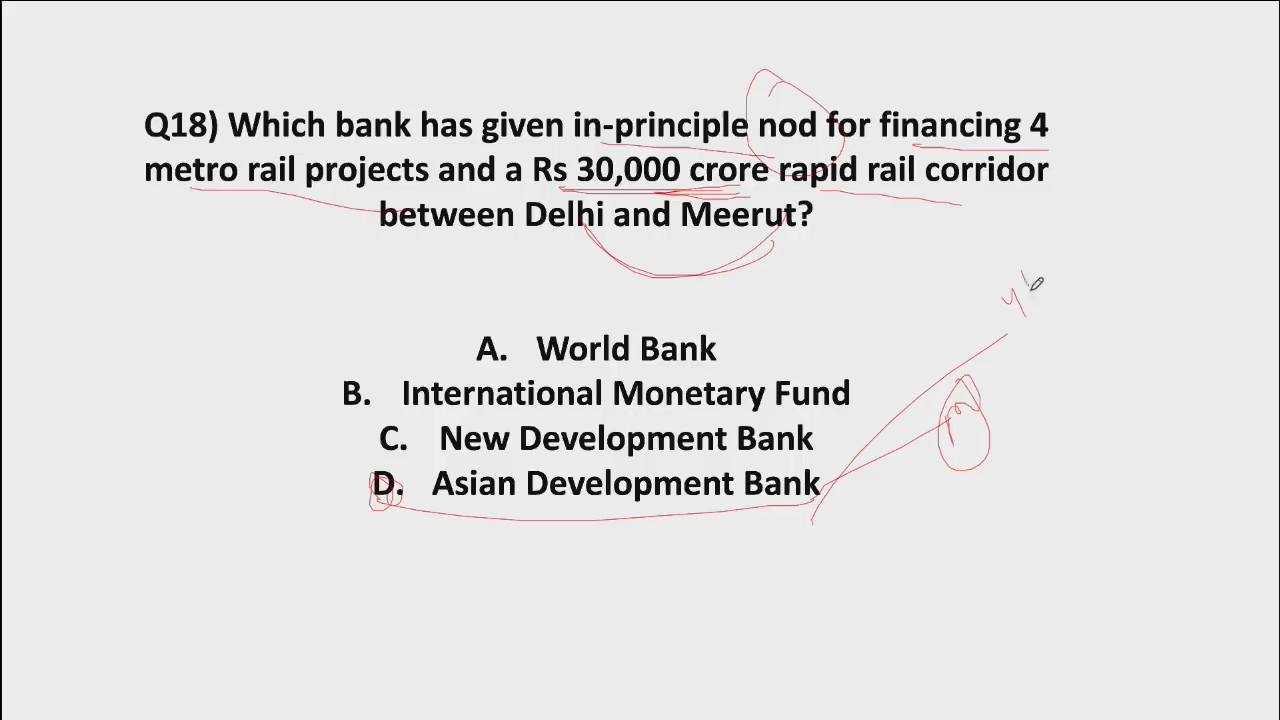 Q18) Which bank has given in-principle nod for financing 4
metro rail projects and a Rs 30,000 crore rapid rail corridor
between Delhi and Meerut?
A. World Bank
B. International Monetary Fund
C. New Development Bank
D. Asian Development Bank